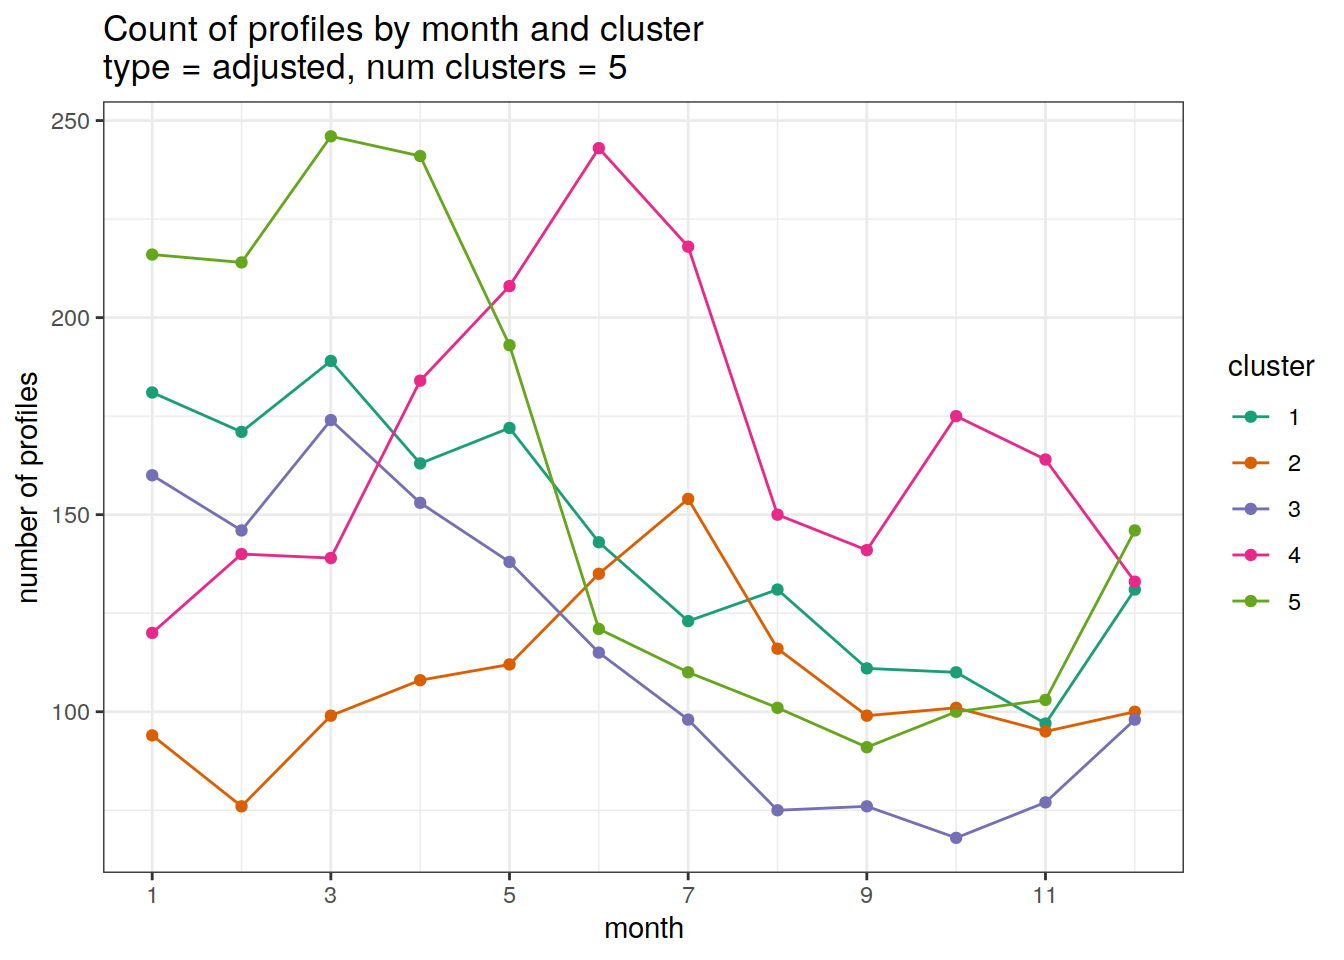 Count of profiles by month and cluster
type = adjusted, num clusters = 5
250
200
150
100
number of profiles
1 3 5 7 9 11
month
cluster
1
2
3
4
5